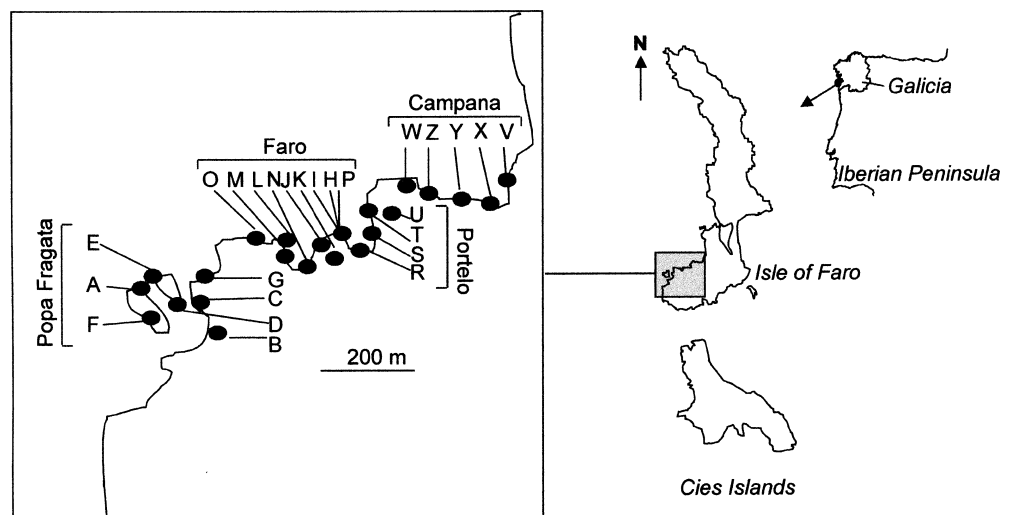 Campana
W Z Y X V
Faro
O M L N J K I H P
U
T
S
R
Portelo
Popa Fragata
E
A
F
G
C
D
B
200 m
N
Galicia
Iberian Peninsula
Isle of Faro
Cies Islands